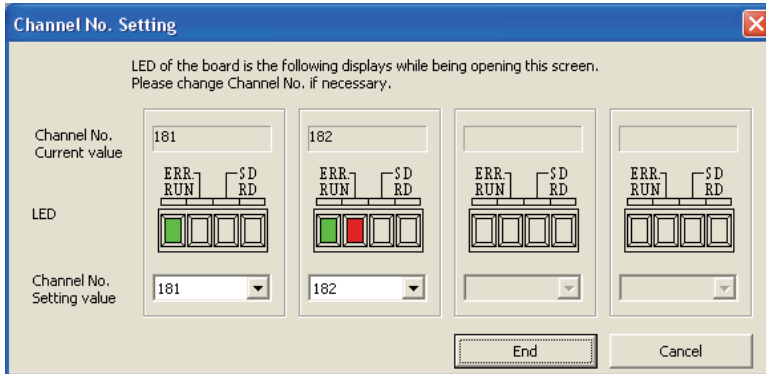 Channel No. Setting
LED of the board is the following displays while being opening this screen.
Please change Channel No. if necessary.
Channel No.
Current value
181
182
ERR. SD
RUN RD
ERR. SD
RUN RD
ERR. SD
RUN RD
ERR. SD
RUN RD
LED
Channel No.
Setting value
181
182
End
Cancel